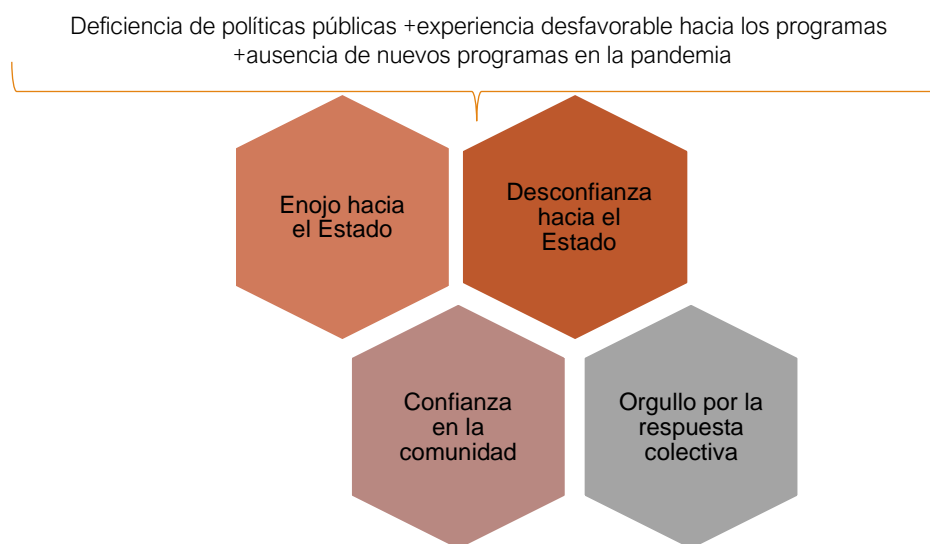 Deficiencia de políticas públicas +experiencia desfavorable hacia los programas
+ausencia de nuevos programas en la pandemia
Enojo hacia
el Estado
Desconfianza
hacia el
Estado
Confianza
en la
comunidad
Orgullo por la
respuesta
colectiva